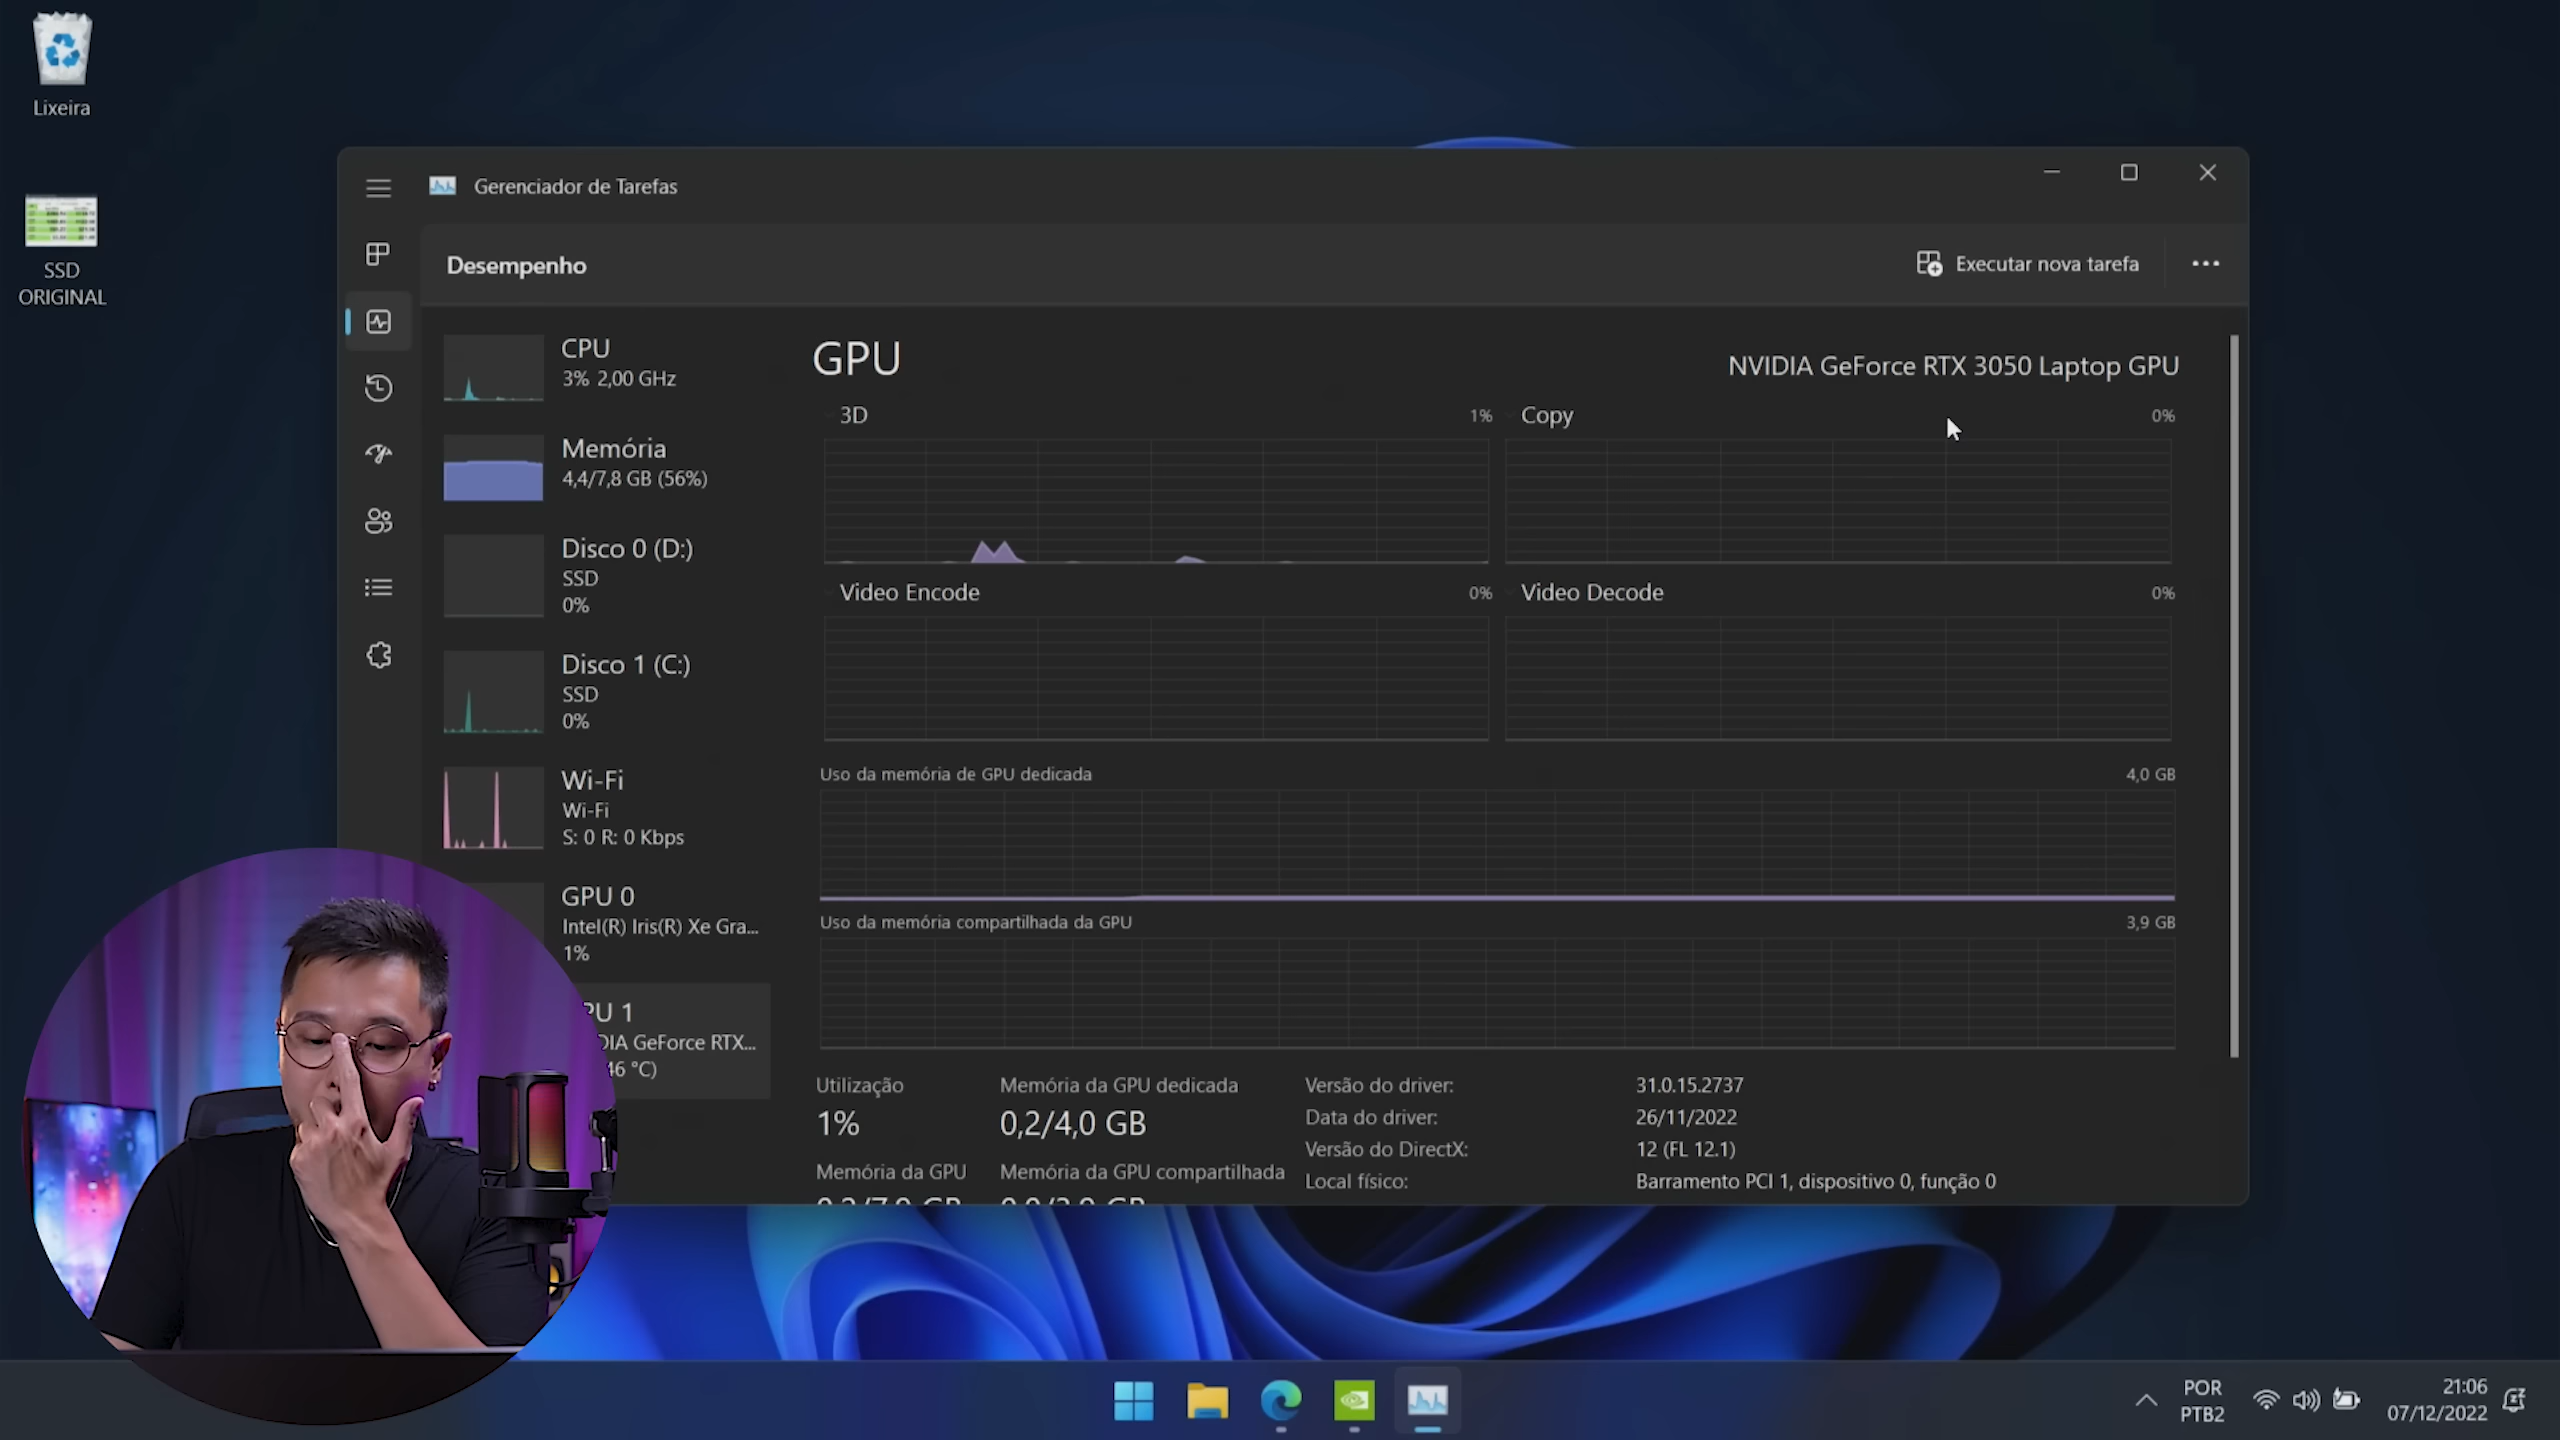 Lixeira
SSD
ORIGINAL
Gerenciador de Tarefas
Desempenho
Executar nova tarefa
CPU
3% 2,00 GHz
Memória
4,4/7,8 GB (56%)
Disco 0 (D:)
SSD
0%
Disco 1 (C:)
SSD
0%
Wi-Fi
Wi-Fi
S: 0 R: 0 Kbps
GPU 0
Intel(R) Iris(R) Xe Gra...
1%
PU 1
DIA GeForce RTX...
46 °C)
GPU
NVIDIA GeForce RTX 3050 Laptop GPU
3D 1%
Copy 0%
Video Encode 0%
Video Decode 0%
Uso da memória de GPU dedicada 4,0 GB
Uso da memória compartilhada da GPU 3,9 GB
Utilização
1%
Memória da GPU dedicada
0,2/4,0 GB
Memória da GPU
Memória da GPU compartilhada
Versão do driver: 31.0.15.2737
Data do driver: 26/11/2022
Versão do DirectX: 12 (FL 12.1)
Local físico: Barramento PCI 1, dispositivo 0, função 0
POR
PTB2
21:06
07/12/2022